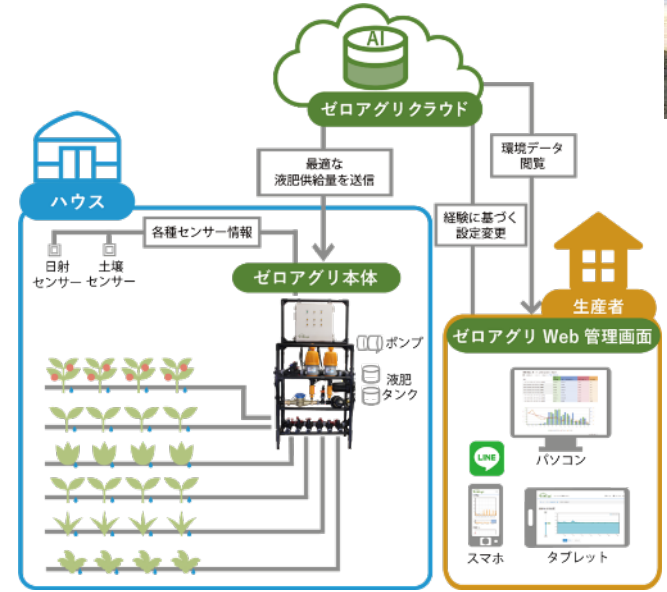 AI
ゼロアグリクラウド
最適な
液肥供給量を送信
環境データ
閲覧
経験に基づく
設定変更
ハウス
各種センサー情報
日射
センサー
土壌
センサー
ゼロアグリ本体
ポンプ
液肥
タンク
生産者
ゼロアグリ Web 管理画面
パソコン
LINE
スマホ
タブレット